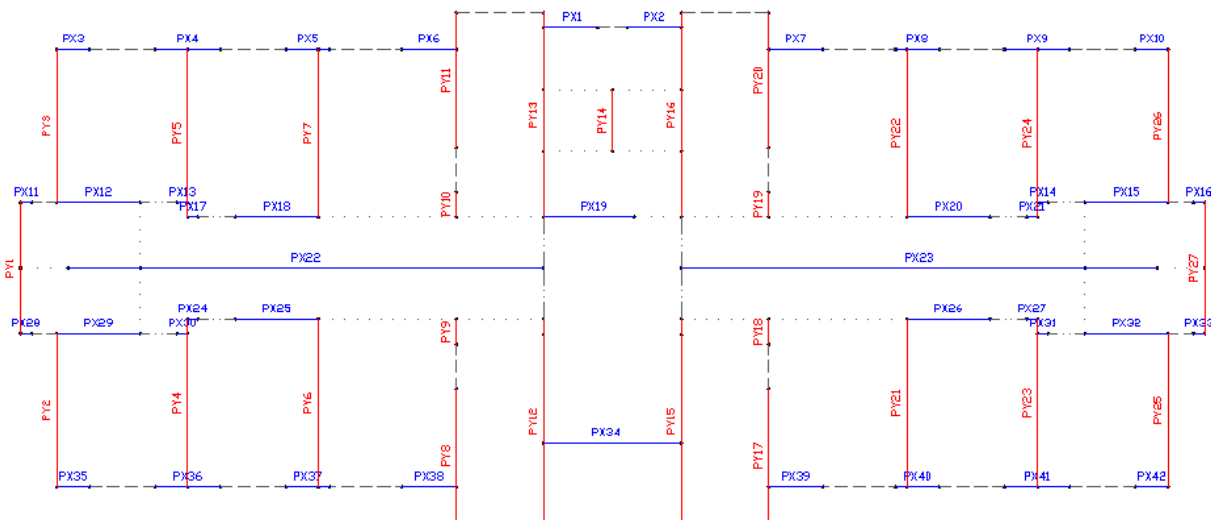 PX1 PX2
PX3 PX4 PX5 PX6 PX7 PX8 PX9 PX10
PY11 PY20
PY3 PY5 PY7 PY13 PY14 PY16 PY22 PY24 PY26
PX11 PX12 PX13 PX14 PX15 PX16
PX17 PX18 PY10 PX19 PY19 PX20 PX21
PY1 PX22 PX23 PY27
PX24 PX25 PX26 PX27
PX28 PX29 PX30 PY9 PY18 PX31 PX32 PX33
PY2 PY4 PY6 PY12 PY15 PY21 PY23 PY25
PX34
PY8 PY17
PX35 PX36 PX37 PX38 PX39 PX40 PX41 PX42